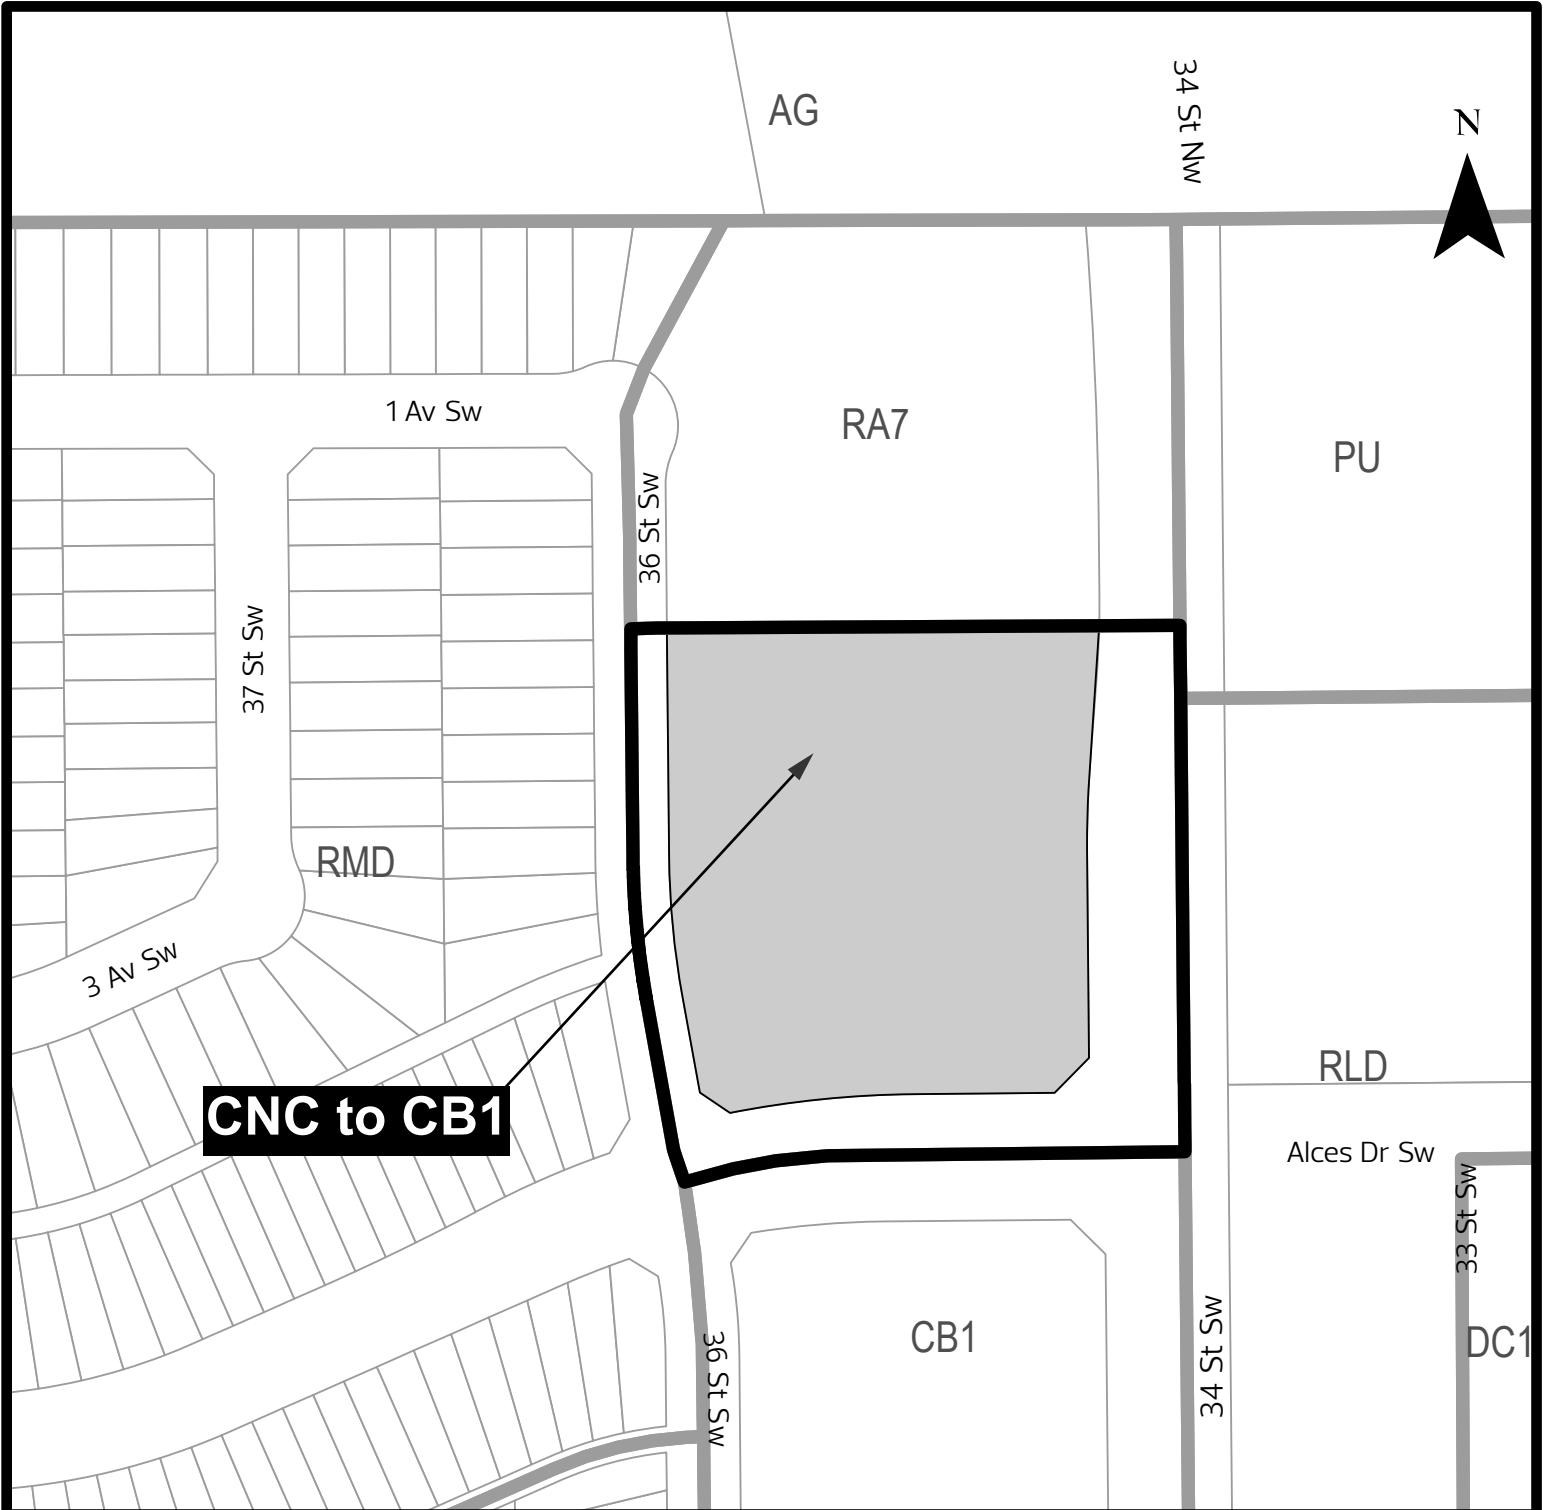 AG
34 St Nw
N
1 Av Sw
RA7
PU
36 St Sw
37 St Sw
RMD
3 Av Sw
RLD
CNC to CB1
Alces Dr Sw
33 St Sw
CB1
34 St Sw
36 St Sw
DC1